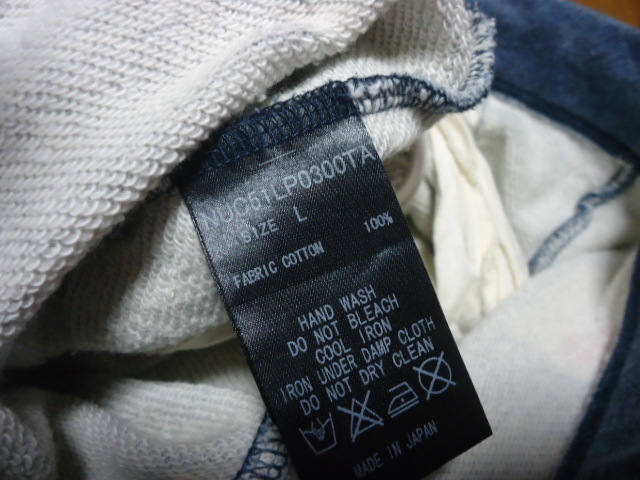 NUC51LP0300TA
SIZE L
FABRIC COTTON 100%
HAND WASH
DO NOT BLEACH
COOL IRON
IRON UNDER DAMP CLOTH
DO NOT DRY CLEAN
MADE IN JAPAN